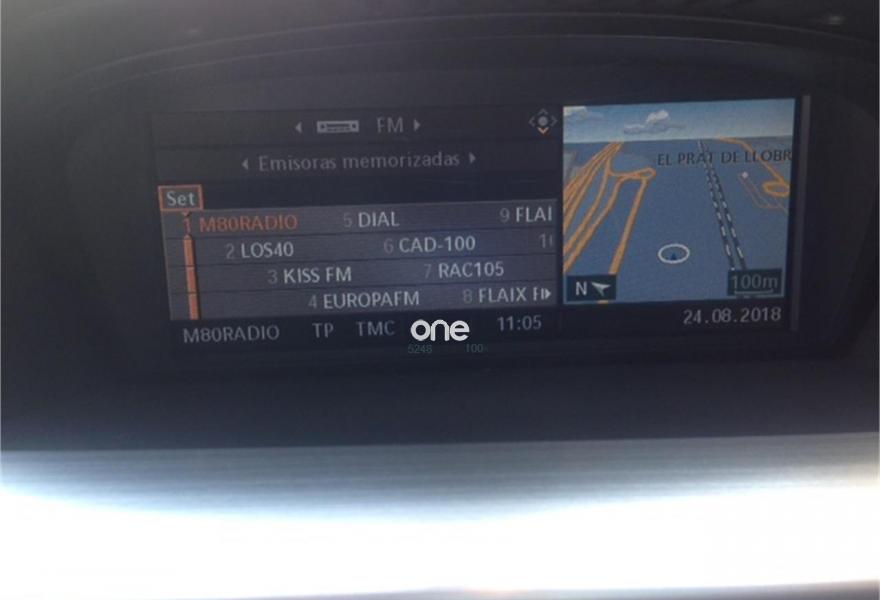 FM
Emisoras memorizadas
Set
1 M80RADIO 5 DIAL 9 FLAI
2 LOS40 6 CAD-100
3 KISS FM 7 RAC105
4 EUROPAFM 8 FLAIX
M80RADIO TP TMC 11:05
EL PRAT DE LLOBR
N 100m
24.08.2018
one
5248 100